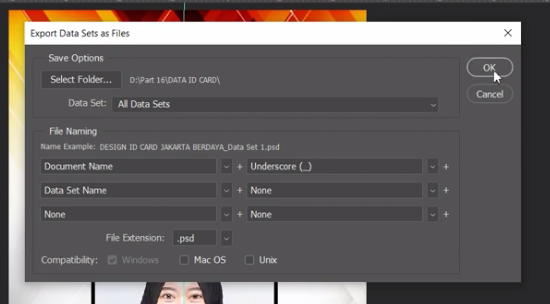 Export Data Sets as Files
Save Options
Select Folder... D:\Part 16\DATA ID CARD\
OK
Data Set: All Data Sets
Cancel
File Naming
Name Example: DESIGN ID CARD JAKARTA BERDAYA_Data Set 1.psd
Document Name + Underscore (_) +
Data Set Name + None +
None + None +
File Extension: .psd
Compatibility: Windows Mac OS Unix